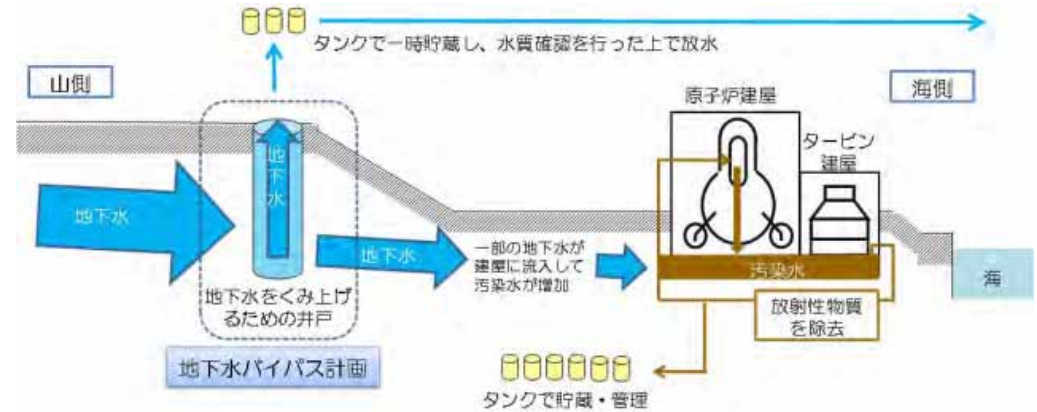 タンクで一時貯蔵し、水質確認を行った上で放水
山側
海側
原子炉建屋
タービン
建屋
地下水
地下水
地下水
一部の地下水が
建屋に流入して
汚染水が増加
汚染水
海
地下水をくみ上げ
るための井戸
放射性物質
を除去
地下水バイパス計画
タンクで貯蔵・管理